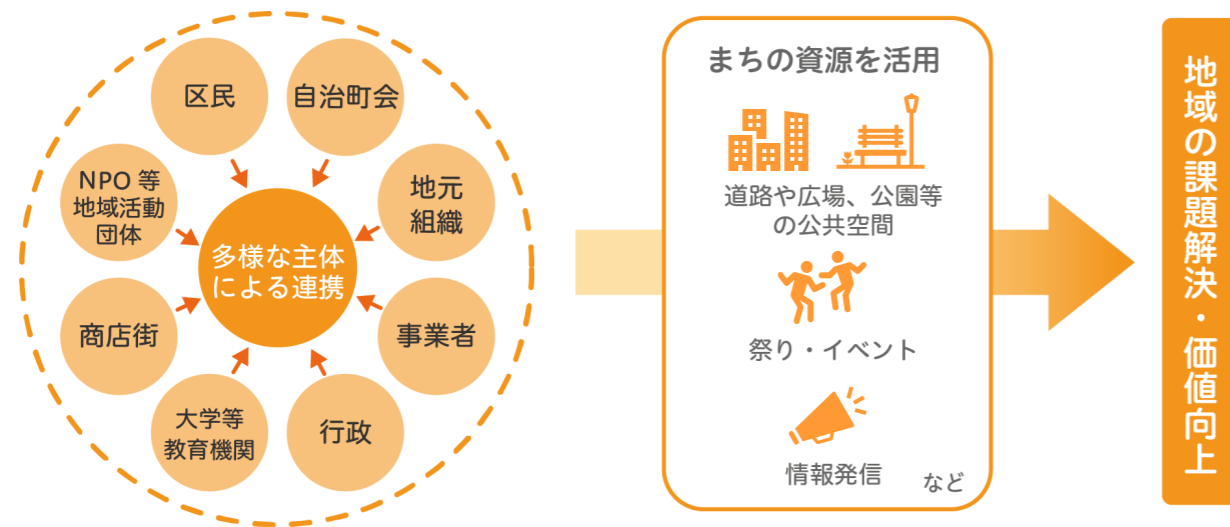 区民
自治町会
NPO 等
地域活動
団体
地元
組織
多様な主体
による連携
商店街
事業者
大学等
教育機関
行政
まちの資源を活用
道路や広場、公園等
の公共空間
祭り・イベント
情報発信
など
地域の課題解決・価値向上